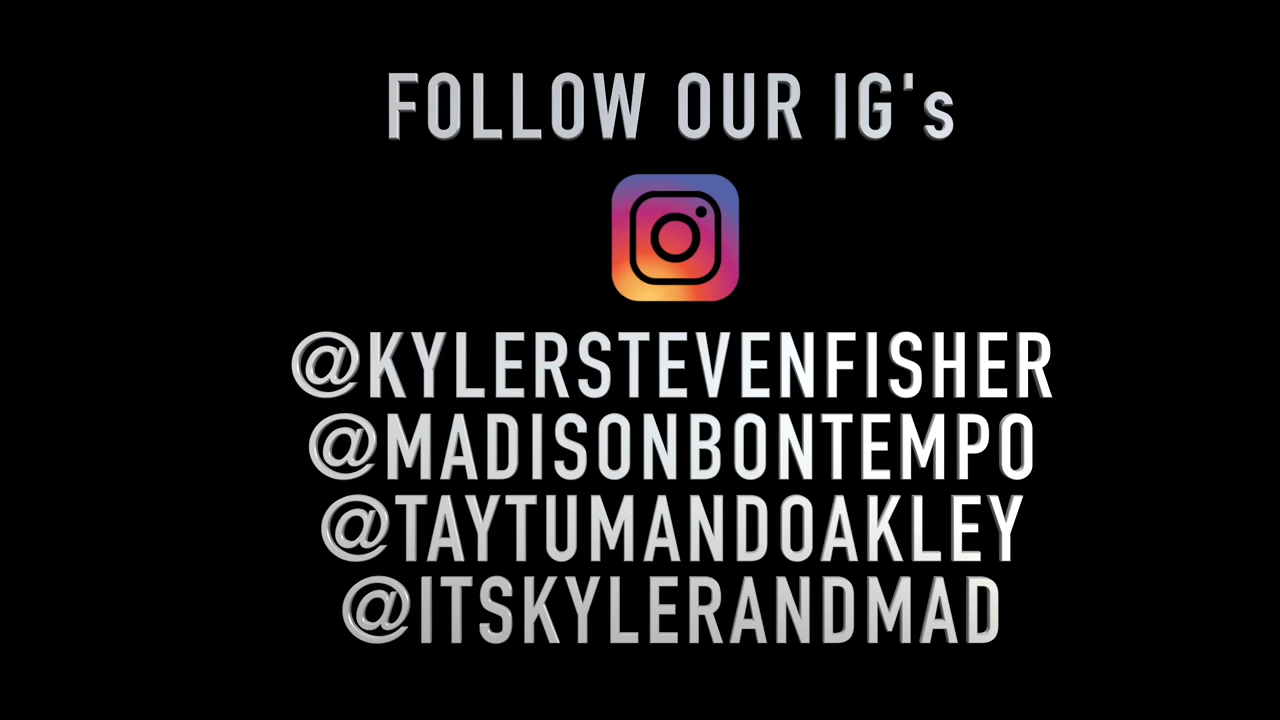 FOLLOW OUR IG's
@KYLERSTEVENFISHER
@MADISONBONTEMPO
@TAYTUMANDOAKLEY
@ITSKYLERANDMAD